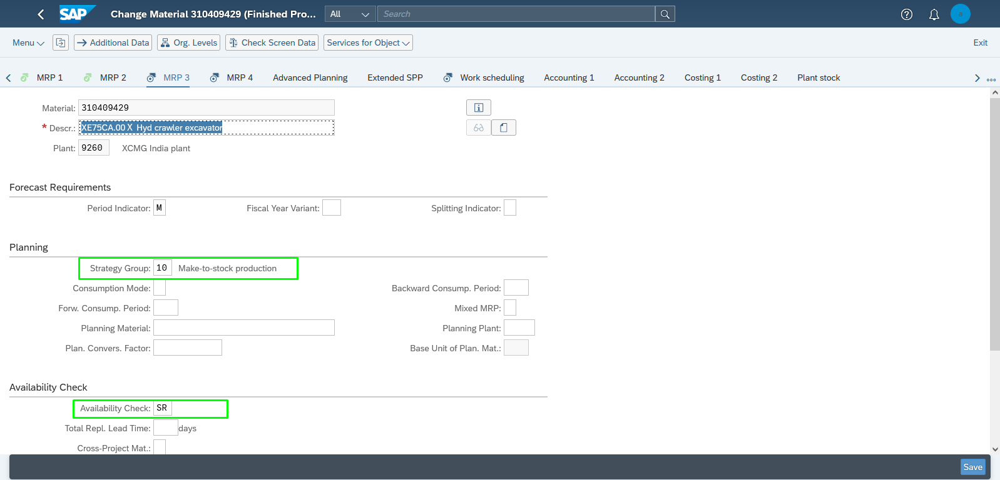 SAP Change Material 310409429 (Finished Pro... All Search a
Menu Additional Data Org. Levels Check Screen Data Services for Object Exit
MRP 1 MRP 2 MRP 3 MRP 4 Advanced Planning Extended SPP Work scheduling Accounting 1 Accounting 2 Costing 1 Costing 2 Plant stock
Material: 310409429
* Descr.: XE75CA.00Ⅹ Hyd crawler excavator
Plant: 9260 XCMG India plant
Forecast Requirements
Period Indicator: M Fiscal Year Variant: Splitting Indicator:
Planning
Strategy Group: 10 Make-to-stock production
Consumption Mode: Backward Consump. Period:
Forw. Consump. Period: Mixed MRP:
Planning Material: Planning Plant:
Plan. Convers. Factor: Base Unit of Plan. Mat.:
Availability Check
Availability Check: SR
Total Repl. Lead Time: days
Cross-Project Mat.:
Save